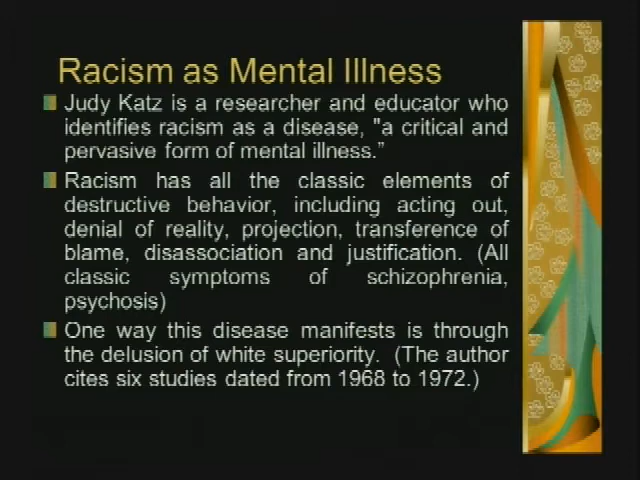 Racism as Mental Illness
Judy Katz is a researcher and educator who
identifies racism as a disease, "a critical and
pervasive form of mental illness.”
Racism has all the classic elements of
destructive behavior, including acting out,
denial of reality, projection, transference of
blame, disassociation and justification. (All
classic symptoms of schizophrenia,
psychosis)
One way this disease manifests is through
the delusion of white superiority. (The author
cites six studies dated from 1968 to 1972.)